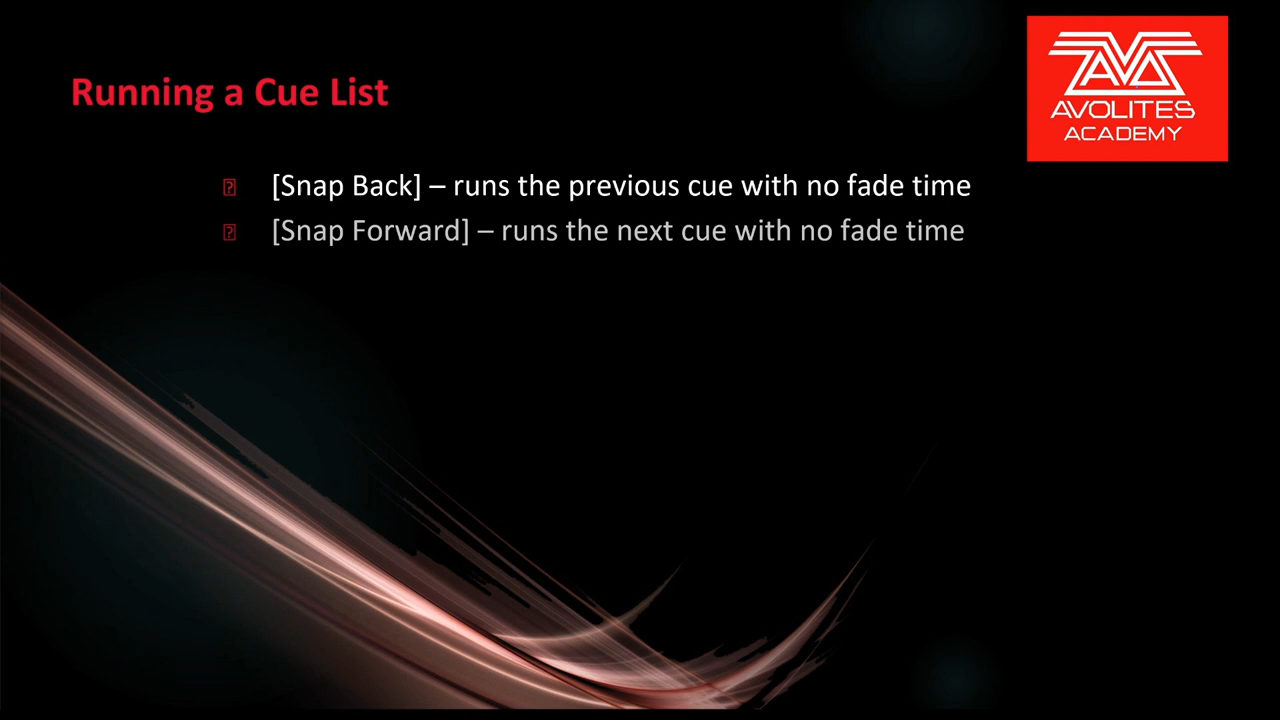 Running a Cue List
AVOLITES
ACADEMY
[Snap Back] – runs the previous cue with no fade time
[Snap Forward] – runs the next cue with no fade time